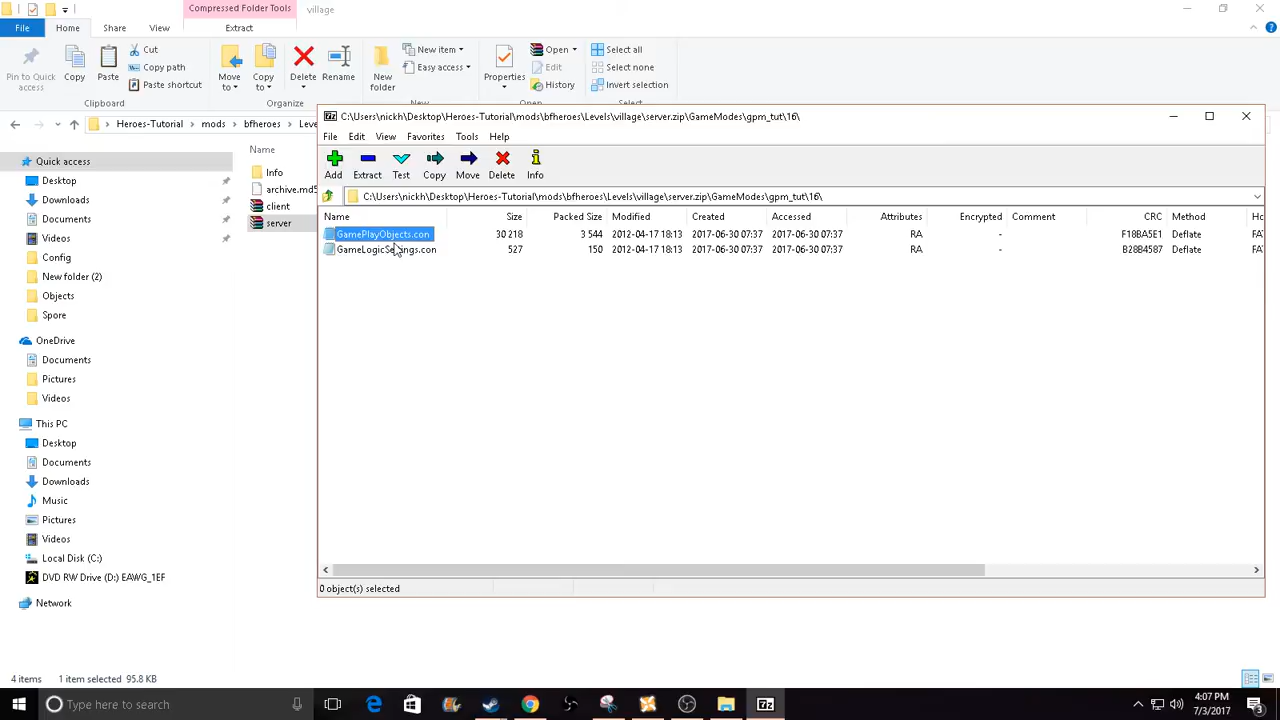 Compressed Folder Tools
village
File
Home
Share
View
Extract
Pin to Quick access
Copy
Paste
Cut
Copy path
Paste shortcut
Move to
Copy to
Delete
Rename
New folder
New item
Easy access
Properties
Open
Edit
History
Select all
Select none
Invert selection
Clipboard
Organize
New
Open
Heroes-Tutorial > mods > bfheroes >
Quick access
Desktop
Downloads
Documents
Videos
Config
New folder (2)
Objects
Spore
OneDrive
Documents
Pictures
Videos
This PC
Desktop
Documents
Downloads
Music
Pictures
Videos
Local Disk (C:)
DVD RW Drive (D:) EAWG_1EF
Network
Name
Info
archive.md5
client
server
C:\Users\nickh\Desktop\Heroes-Tutorial\mods\bfheroes\Levels\village\server.zip\GameModes\gpm_tut\16\
File Edit View Favorites Tools Help
Add Extract Test Copy Move Delete Info
C:\Users\nickh\Desktop\Heroes-Tutorial\mods\bfheroes\Levels\village\server.zip\GameModes\gpm_tut\16\
Name Size Packed Size Modified Created Accessed Attributes Encrypted Comment CRC Method
GamePlayObjects.con 30 218 3 544 2012-04-17 18:13 2017-06-30 07:37 2017-06-30 07:37 RA - F18BA5E1 Deflate
GameLogicSettings.con 527 150 2012-04-17 18:13 2017-06-30 07:37 2017-06-30 07:37 RA - B28B4587 Deflate
0 object(s) selected
4 items 1 item selected 95.8 KB
Type here to search
4:07 PM
7/3/2017
3